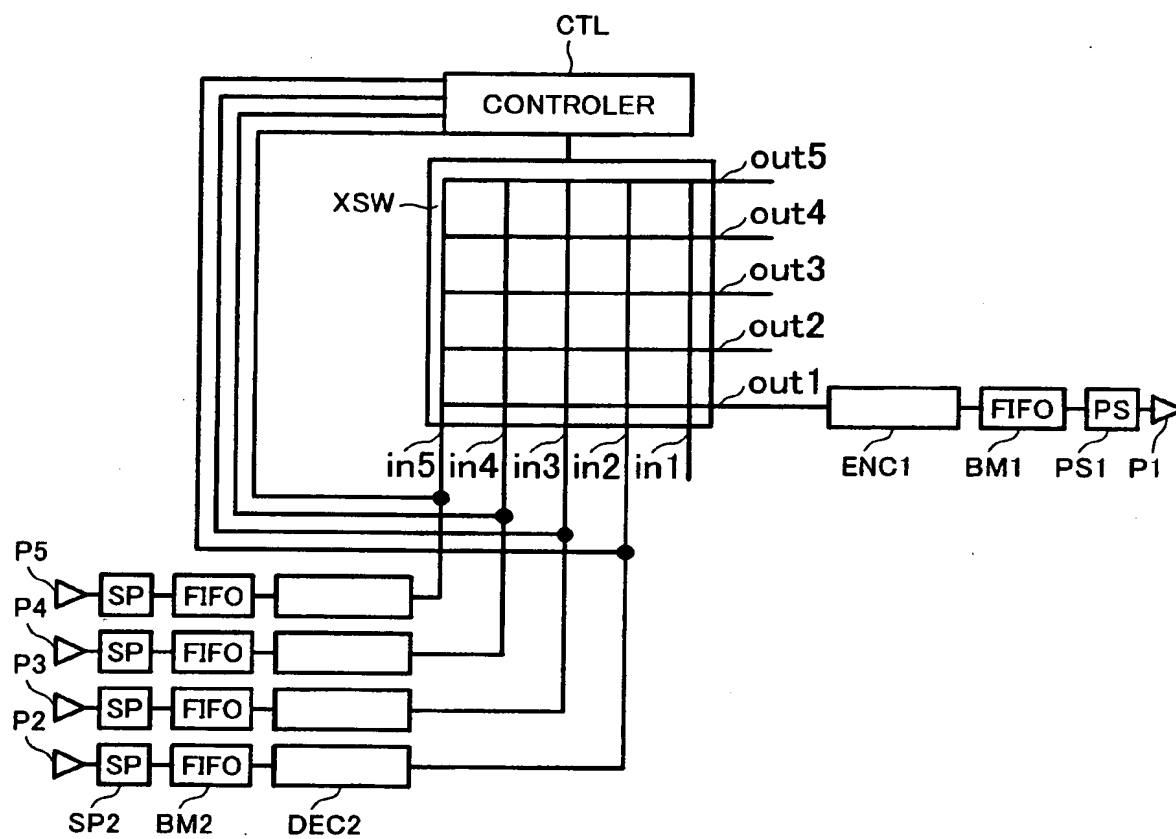 CTL
CONTROLER
XSW
out5
out4
out3
out2
out1
in5 in4 in3 in2 in1
FIFO PS
ENC1 BM1 PS1 P1
P5
SP FIFO
P4
SP FIFO
P3
SP FIFO
P2
SP FIFO
SP2 BM2 DEC2